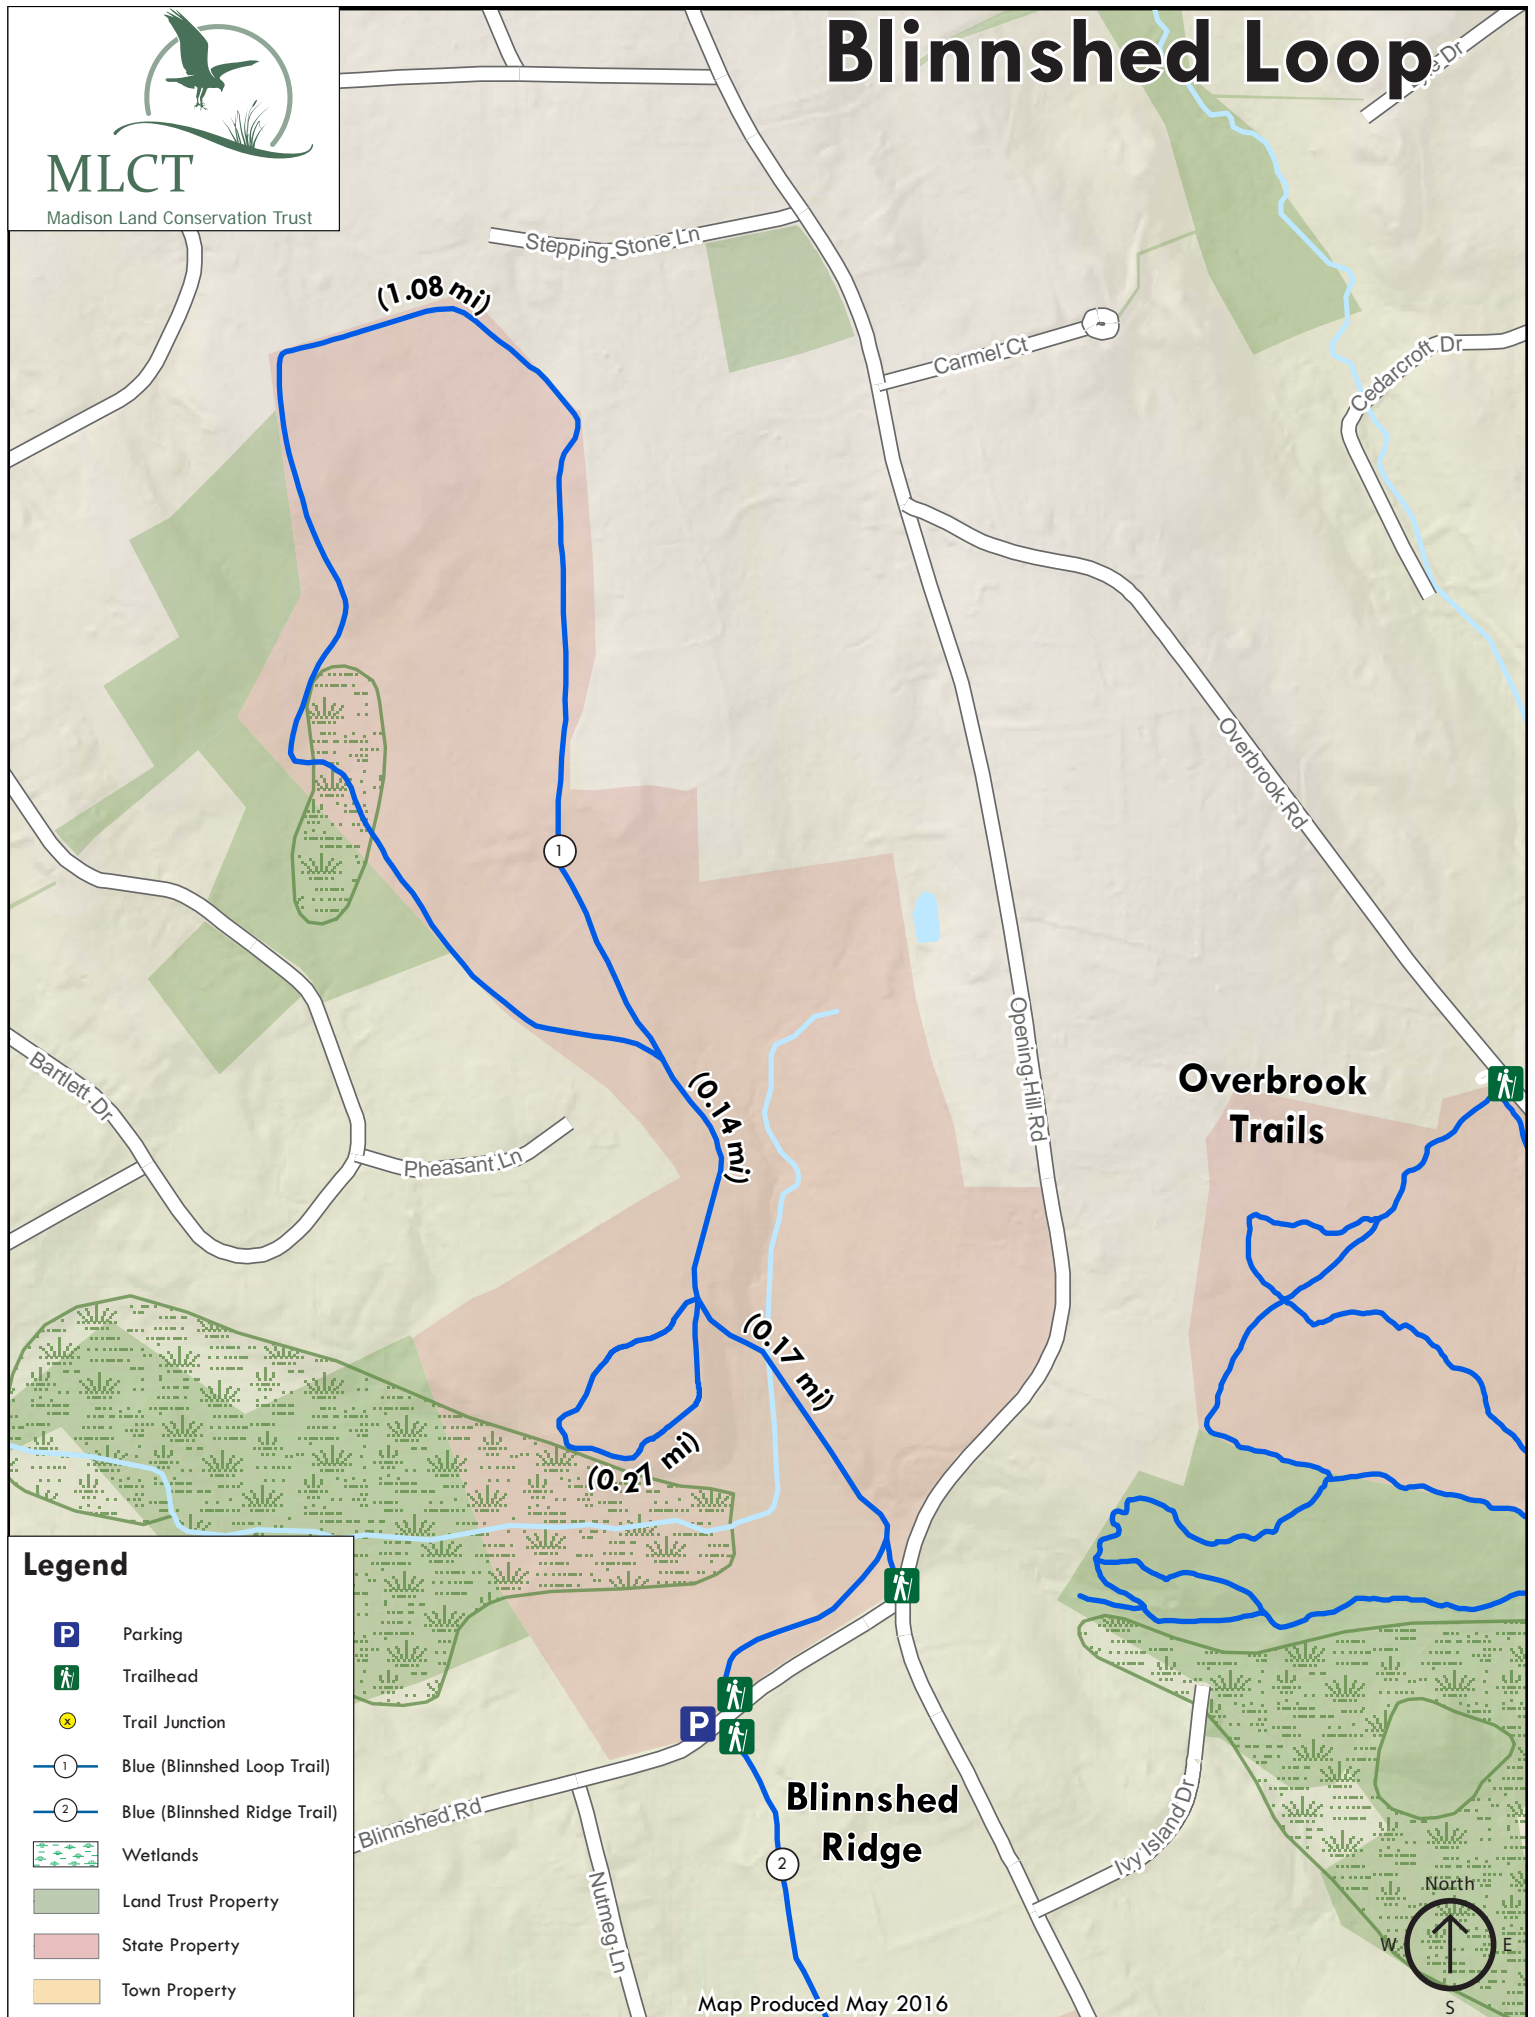 Blinnshed Loop
MLCT
Madison Land Conservation Trust
Stepping Stone Ln
(1.08 mi)
Carmel Ct
Cedarcroft Dr
Overbrook Rd
1
Opening Hill Rd
Overbrook
Trails
Bartlett Dr
Pheasant Ln
(0.14 mi)
(0.17 mi)
(0.27 mi)
Legend
P Parking
Trailhead
x Trail Junction
1 Blue (Blinnshed Loop Trail)
2 Blue (Blinnshed Ridge Trail)
Wetlands
Land Trust Property
State Property
Town Property
P
Blinnshed Rd
Nutmeg Ln
Blinnshed
Ridge
2
Ivy Island Dr
North
W
E
S
Map Produced May 2016